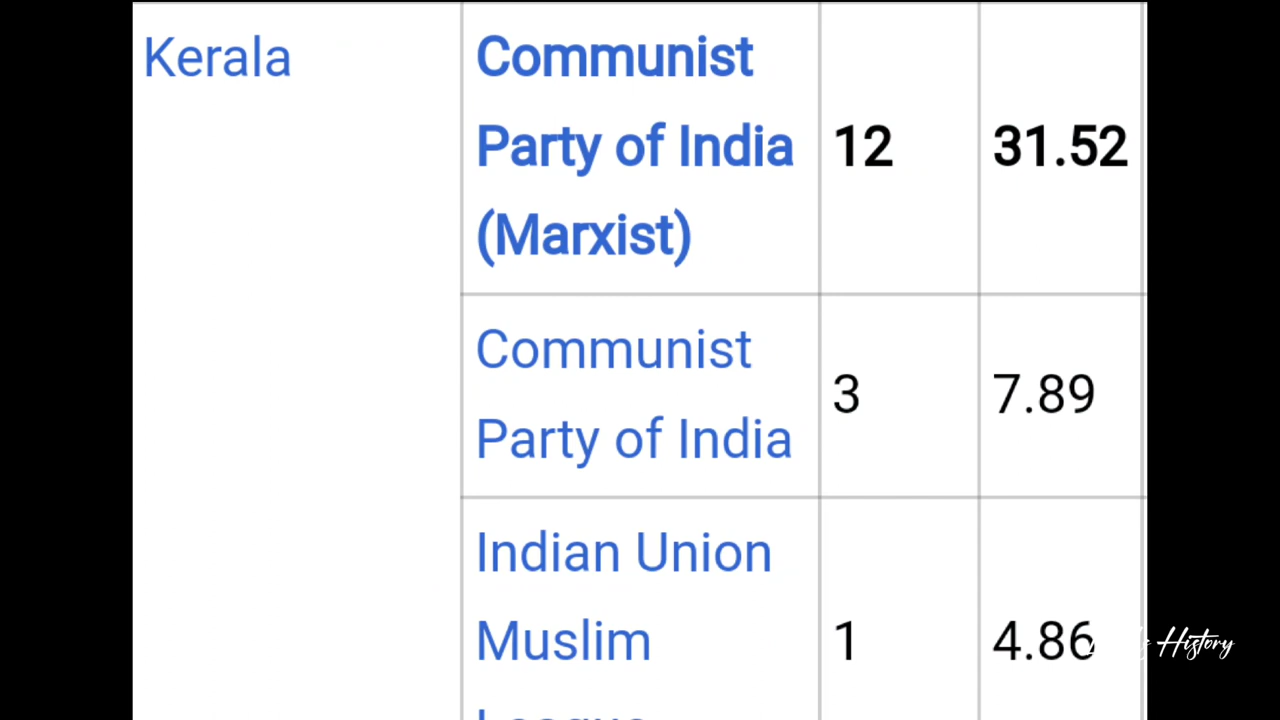 Kerala
Communist
Party of India
(Marxist)
12
31.52
Communist
Party of India
3
7.89
Indian Union
Muslim
1
4.86
History